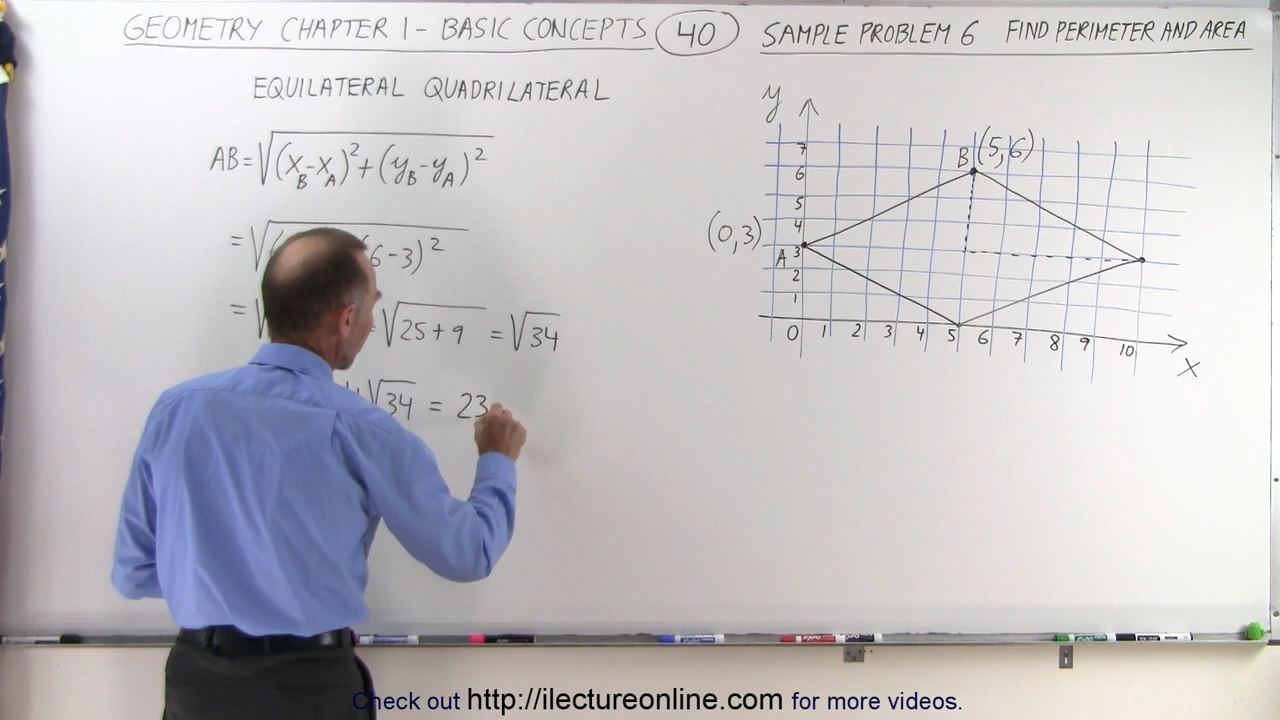 GEOMETRY CHAPTER 1 - BASIC CONCEPTS 40 SAMPLE PROBLEM 6 FIND PERIMETER AND AREA
EQUILATERAL QUADRILATERAL
AB = √(x_B - x_A)² + (y_B - y_A)²
= √( 6-3)²
= √ √25+9 = √34
√34 = 23
y
7
6
5
4
3
2
1
0 1 2 3 4 5 6 7 8 9 10
x
B (5,6)
(0,3)
A
Check out http://ilectureonline.com for more videos.